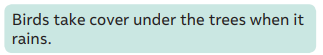 Birds take cover under the trees when it
rains.